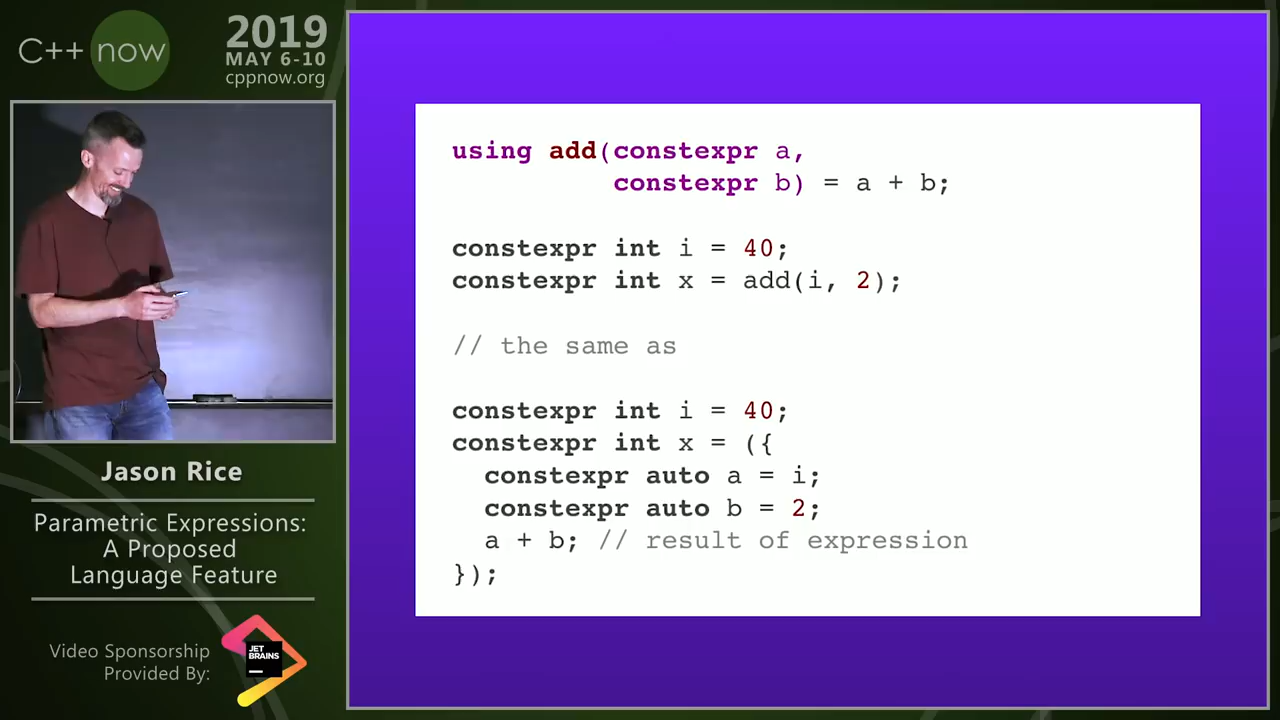 C++ now
2019
MAY 6-10
cppnow.org
Jason Rice
Parametric Expressions:
A Proposed
Language Feature
Video Sponsorship
Provided By:
JET
BRAINS
using add(constexpr a,
constexpr b) = a + b;
constexpr int i = 40;
constexpr int x = add(i, 2);
// the same as
constexpr int i = 40;
constexpr int x = ({
constexpr auto a = i;
constexpr auto b = 2;
a + b; // result of expression
});